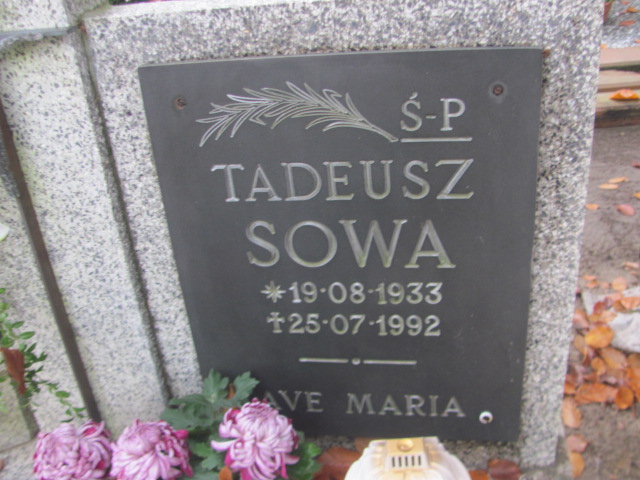 Ś-P
TADEUSZ
SOWA
*19·08·1933
†25·07·1992
AVE MARIA